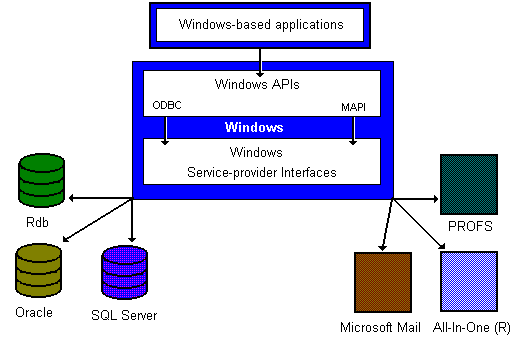 Windows-based applications
Windows APIs
ODBC
MAPI
Windows
Windows
Service-provider Interfaces
Rdb
PROFS
Oracle
SQL Server
Microsoft Mail
All-In-One (R)